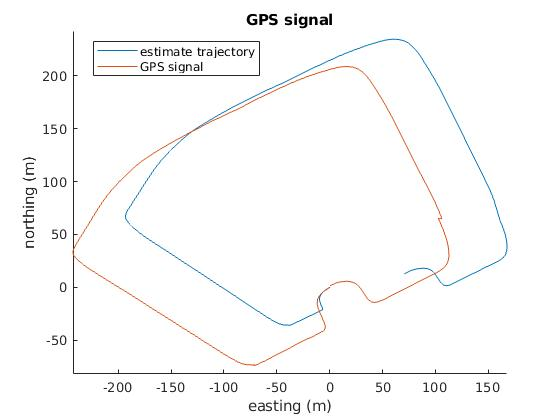 GPS signal
estimate trajectory
GPS signal
200
150
100
50
0
-50
northing (m)
-200 -150 -100 -50 0 50 100 150
easting (m)